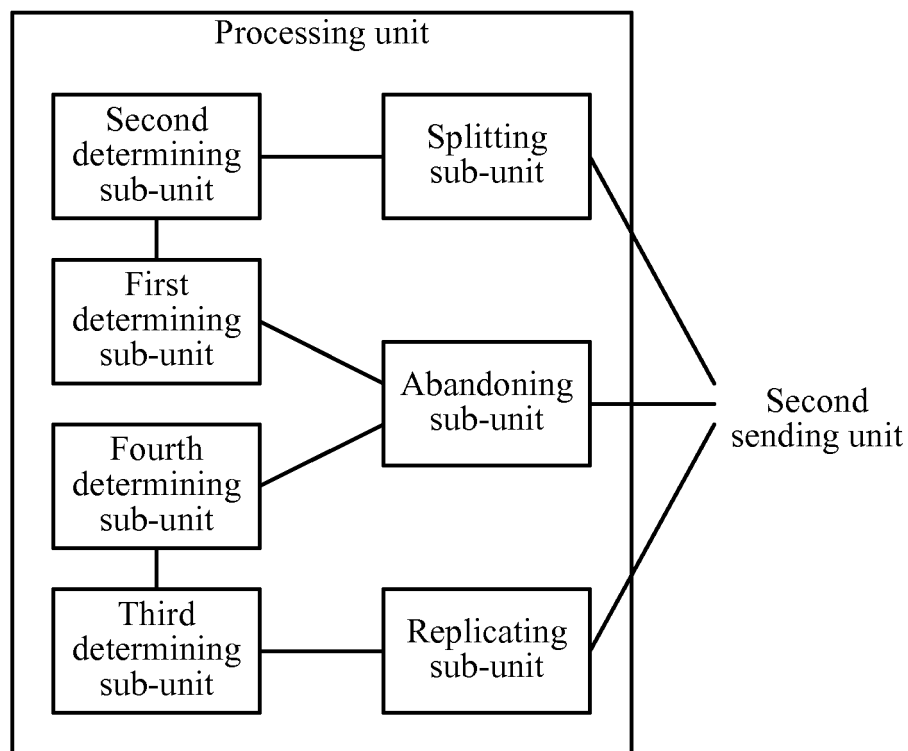 Processing unit
Second
determining
sub-unit
Splitting
sub-unit
First
determining
sub-unit
Abandoning
sub-unit
Second
sending unit
Fourth
determining
sub-unit
Third
determining
sub-unit
Replicating
sub-unit